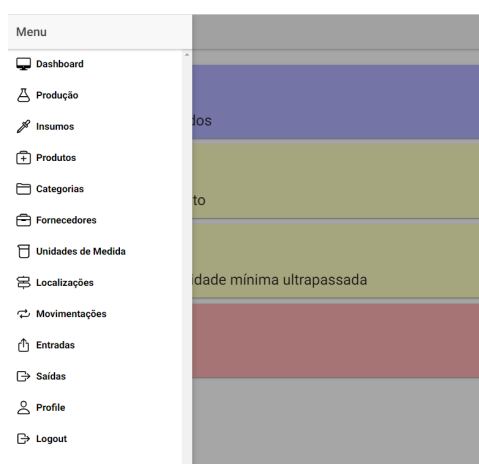 Menu
Dashboard
Produção
Insumos
dos
Produtos
Categorias
to
Fornecedores
Unidades de Medida
Localizações
idade mínima ultrapassada
Movimentações
Entradas
Saídas
Profile
Logout